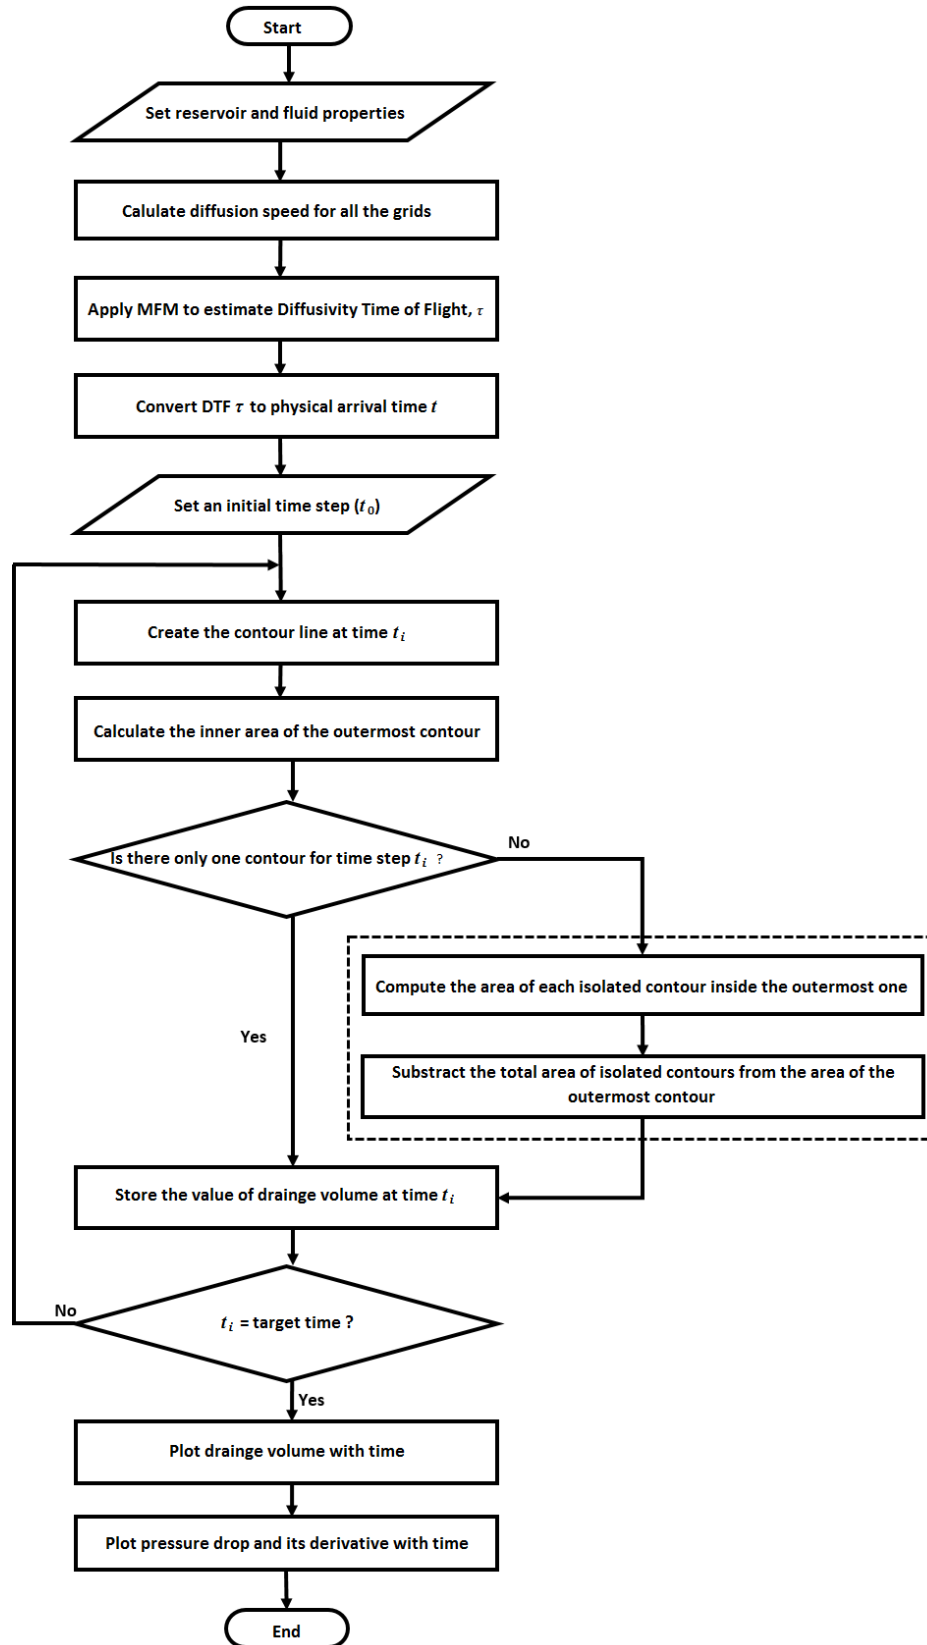 Start
Set reservoir and fluid properties
Calulate diffusion speed for all the grids
Apply MFM to estimate Diffusivity Time of Flight, τ
Convert DTF τ to physical arrival time t
Set an initial time step (t₀)
Create the contour line at time tᵢ
Calculate the inner area of the outermost contour
Is there only one contour for time step tᵢ ?
No
Compute the area of each isolated contour inside the outermost one
Yes
Substract the total area of isolated contours from the area of the
outermost contour
Store the value of drainge volume at time tᵢ
No
tᵢ = target time ?
Yes
Plot drainge volume with time
Plot pressure drop and its derivative with time
End